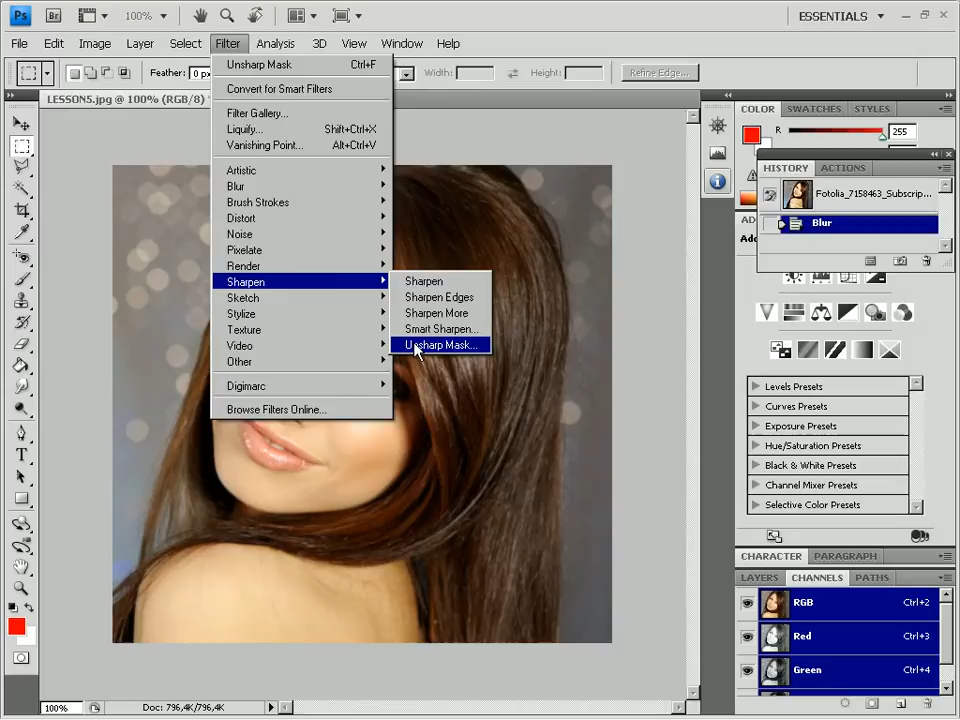 Ps Br 100% ESSENTIALS
File Edit Image Layer Select Filter Analysis 3D View Window Help
Feather: 0 px Width: Height: Refine Edge...
LESSON5.jpg @ 100% (RGB/8)
Unsharp Mask Ctrl+F
Convert for Smart Filters
Filter Gallery...
Liquify... Shift+Ctrl+X
Vanishing Point... Alt+Ctrl+V
Artistic
Blur
Brush Strokes
Distort
Noise
Pixelate
Render
Sharpen
Sketch
Stylize
Texture
Video
Other
Digimarc
Browse Filters Online...
Sharpen
Sharpen Edges
Sharpen More
Smart Sharpen...
Unsharp Mask...
COLOR SWATCHES STYLES
R 255
HISTORY ACTIONS
Fotolia_7158463_Subscrip...
Blur
Levels Presets
Curves Presets
Exposure Presets
Hue/Saturation Presets
Black & White Presets
Channel Mixer Presets
Selective Color Presets
CHARACTER PARAGRAPH
LAYERS CHANNELS PATHS
RGB Ctrl+2
Red Ctrl+3
Green Ctrl+4
100% Doc: 796,4K/796,4K